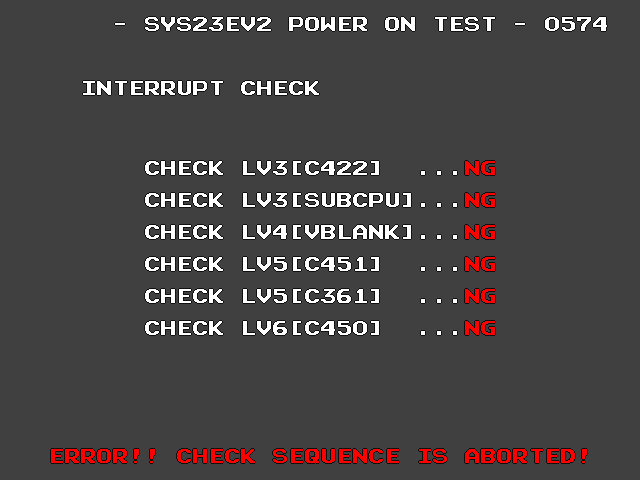 - SYS23EV2 POWER ON TEST - 0574
INTERRUPT CHECK
CHECK LV3[C422] ...NG
CHECK LV3[SUBCPU]...NG
CHECK LV4[VBLANK]...NG
CHECK LV5[C451] ...NG
CHECK LV5[C361] ...NG
CHECK LV6[C450] ...NG
ERROR!! CHECK SEQUENCE IS ABORTED!